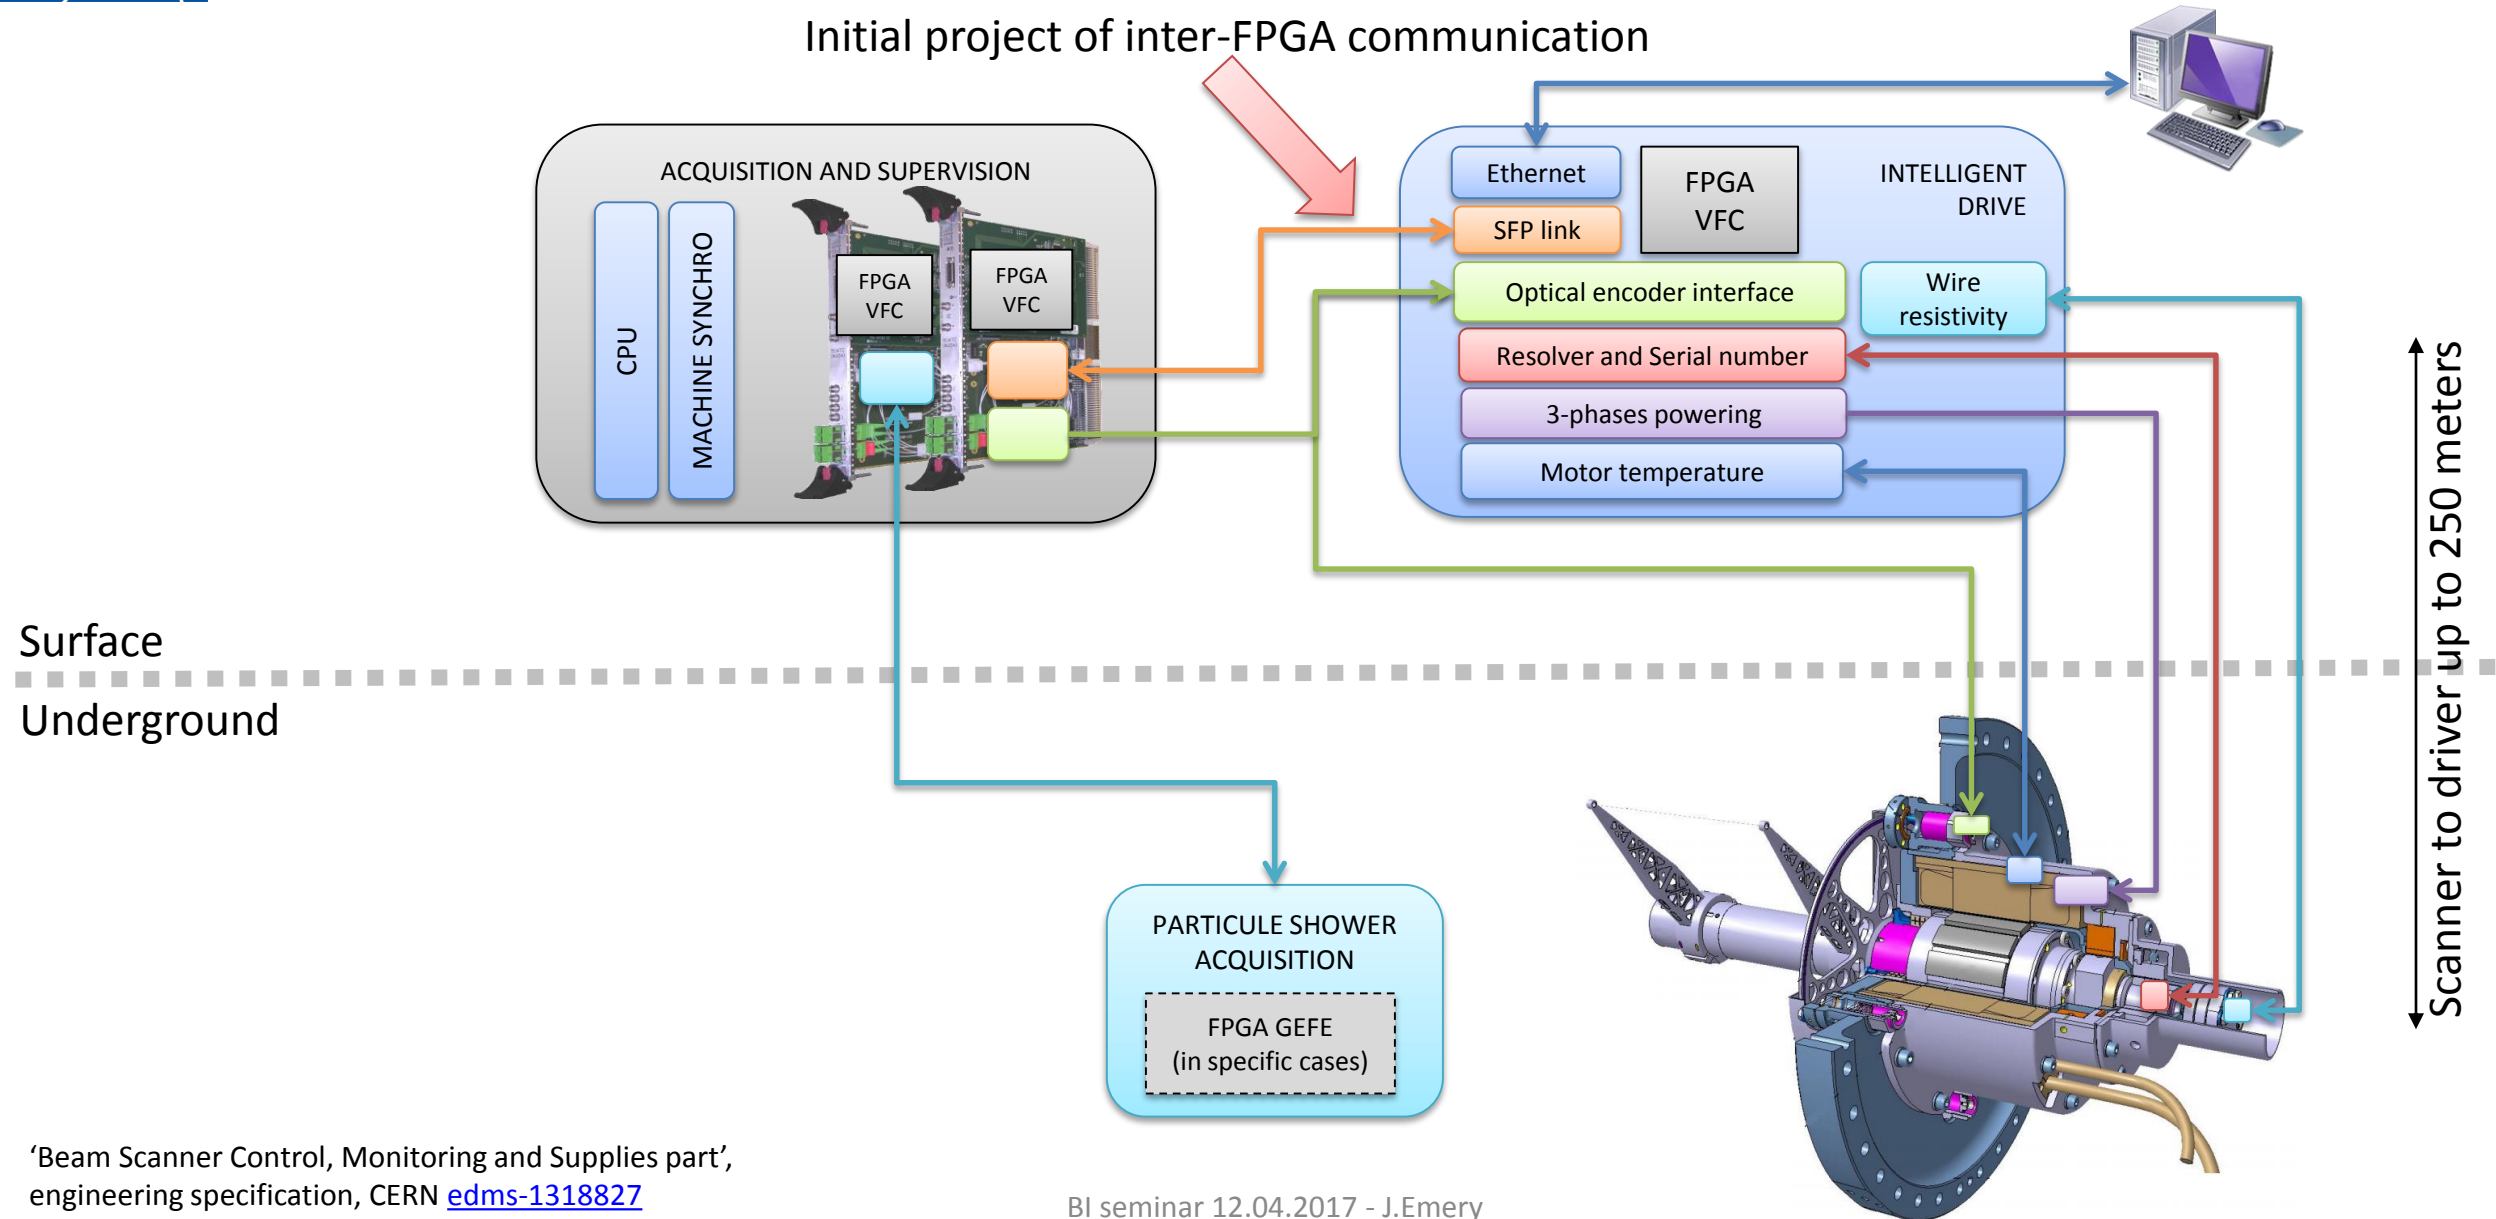 Initial project of inter-FPGA communication
ACQUISITION AND SUPERVISION
CPU
MACHINE SYNCHRO
FPGA
VFC
FPGA
VFC
Ethernet
SFP link
FPGA
VFC
INTELLIGENT
DRIVE
Optical encoder interface
Wire
resistivity
Resolver and Serial number
3-phases powering
Motor temperature
Scanner to driver up to 250 meters
Surface
Underground
PARTICULE SHOWER
ACQUISITION
FPGA GEFE
(in specific cases)
‘Beam Scanner Control, Monitoring and Supplies part’,
engineering specification, CERN edms-1318827
BI seminar 12.04.2017 - J.Emery